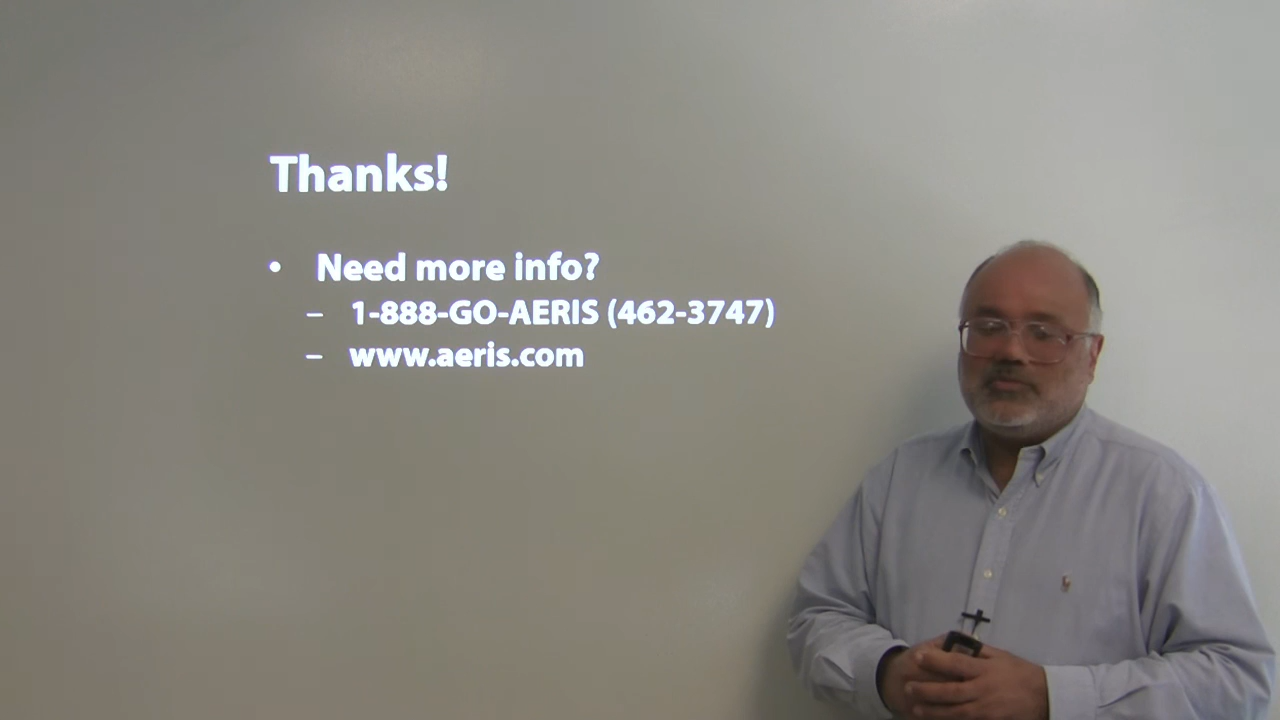 Thanks!
• Need more info?
– 1-888-GO-AERIS (462-3747)
– www.aeris.com